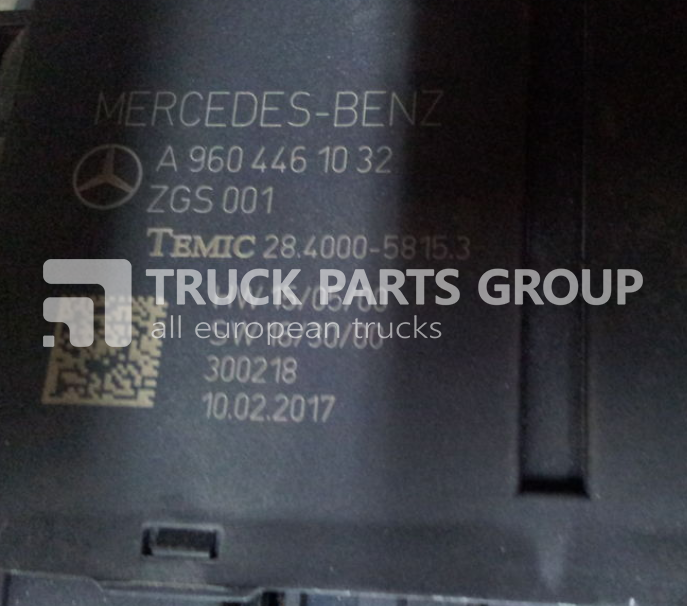 MERCEDES-BENZ
A 960 446 10 32
ZGS 001
TEMIC 28.4000-5815.3
TRUCK PARTS GROUP
all european trucks
300218
10.02.2017